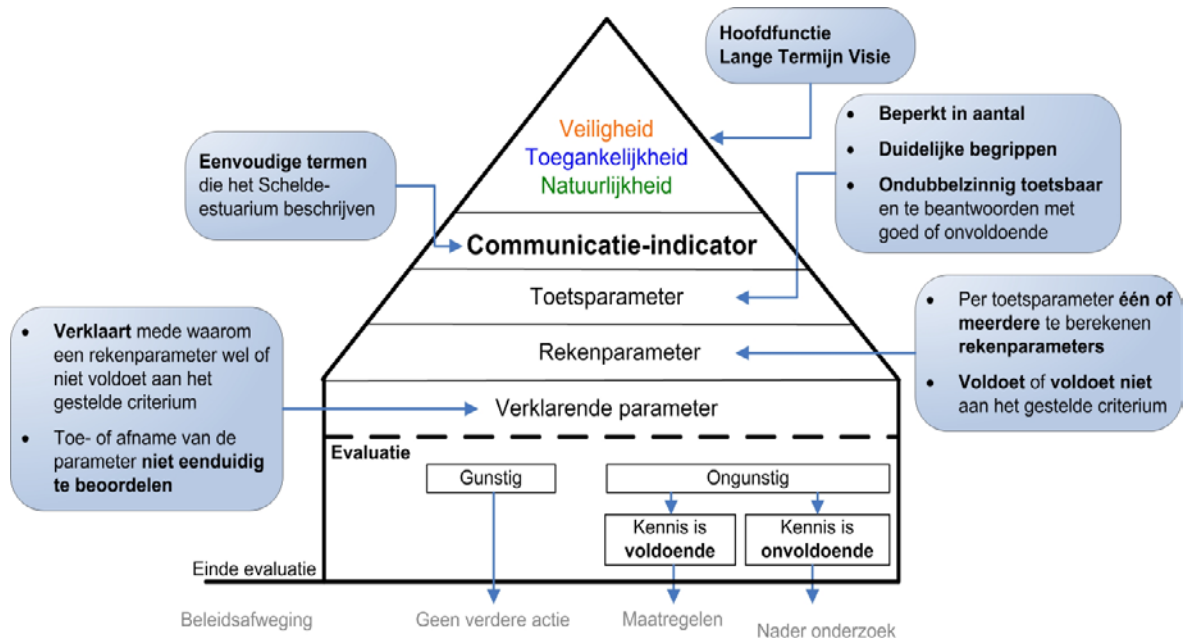 Hoofdfunctie
Lange Termijn Visie
Veiligheid
Toegankelijkheid
Natuurlijkheid
• Beperkt in aantal
• Duidelijke begrippen
• Ondubbelzinnig toetsbaar
en te beantwoorden met
goed of onvoldoende
Eenvoudige termen
die het Schelde-
estuarium beschrijven
Communicatie-indicator
Toetsparameter
• Per toetsparameter één of
meerdere te berekenen
rekenparameters
• Voldoet of voldoet niet
aan het gestelde criterium
Rekenparameter
• Verklaart mede waarom
een rekenparameter wel of
niet voldoet aan het
gestelde criterium
• Toe- of afname van de
parameter niet eenduidig
te beoordelen
Verklarende parameter
Evaluatie
Gunstig
Ongunstig
Kennis is
voldoende
Kennis is
onvoldoende
Einde evaluatie
Beleidsafweging
Geen verdere actie
Maatregelen
Nader onderzoek